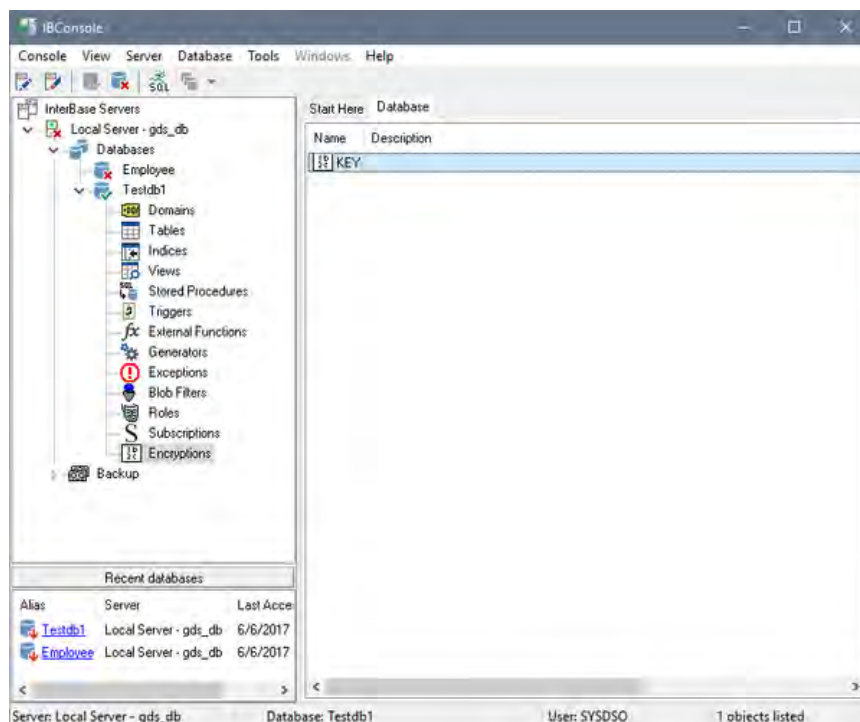 IBConsole
Console View Server Database Tools Windows Help
SQL
InterBase Servers
Local Server - gds_db
Databases
Employee
Testdb1
Domains
Tables
Indices
Views
Stored Procedures
Triggers
External Functions
Generators
Exceptions
Blob Filters
Roles
Subscriptions
Encryptions
Backup
Start Here Database
Name Description
KEY
Recent databases
Alias Server Last Acce
Testdb1 Local Server - gds_db 6/6/2017
Employee Local Server - gds_db 6/6/2017
Server: Local Server - gds_db Database: Testdb1 User: SYSDSO 1 objects listed